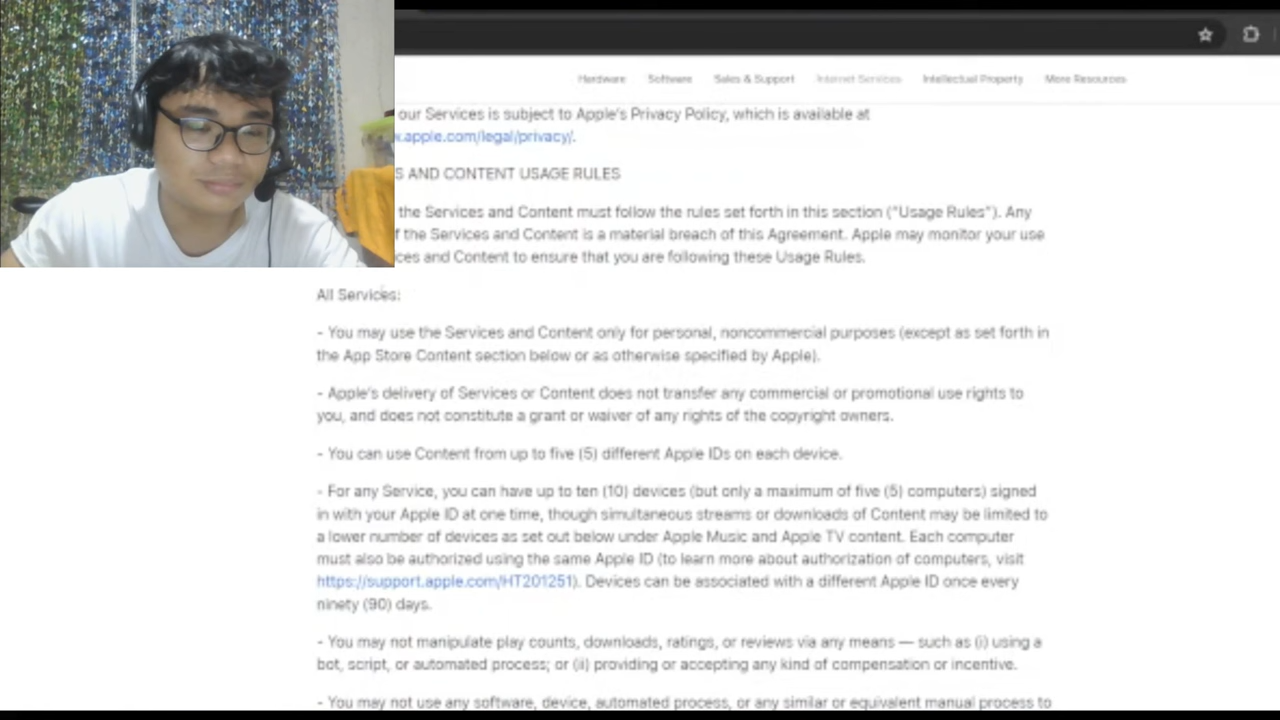 Hardware Software Sales & Support Internet Services Intellectual Property More Resources
our Services is subject to Apple's Privacy Policy, which is available at
.apple.com/legal/privacy/.
S AND CONTENT USAGE RULES
the Services and Content must follow the rules set forth in this section ("Usage Rules"). Any
f the Services and Content is a material breach of this Agreement. Apple may monitor your use
ces and Content to ensure that you are following these Usage Rules.
All Services:
- You may use the Services and Content only for personal, noncommercial purposes (except as set forth in
the App Store Content section below or as otherwise specified by Apple).
- Apple's delivery of Services or Content does not transfer any commercial or promotional use rights to
you, and does not constitute a grant or waiver of any rights of the copyright owners.
- You can use Content from up to five (5) different Apple IDs on each device.
- For any Service, you can have up to ten (10) devices (but only a maximum of five (5) computers) signed
in with your Apple ID at one time, though simultaneous streams or downloads of Content may be limited to
a lower number of devices as set out below under Apple Music and Apple TV content. Each computer
must also be authorized using the same Apple ID (to learn more about authorization of computers, visit
https://support.apple.com/HT201251). Devices can be associated with a different Apple ID once every
ninety (90) days.
- You may not manipulate play counts, downloads, ratings, or reviews via any means — such as (i) using a
bot, script, or automated process; or (ii) providing or accepting any kind of compensation or incentive.
- You may not use any software, device, automated process, or any similar or equivalent manual process to